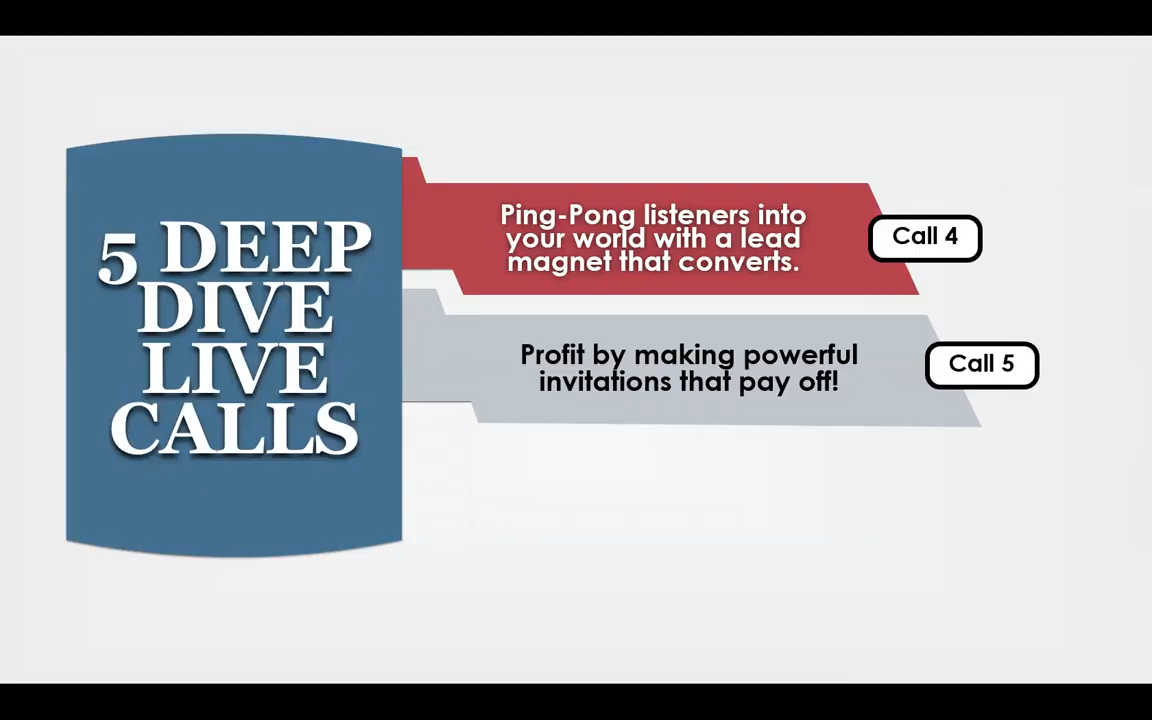 5 DEEP
DIVE
LIVE
CALLS
Ping-Pong listeners into
your world with a lead
magnet that converts.
Call 4
Profit by making powerful
invitations that pay off!
Call 5